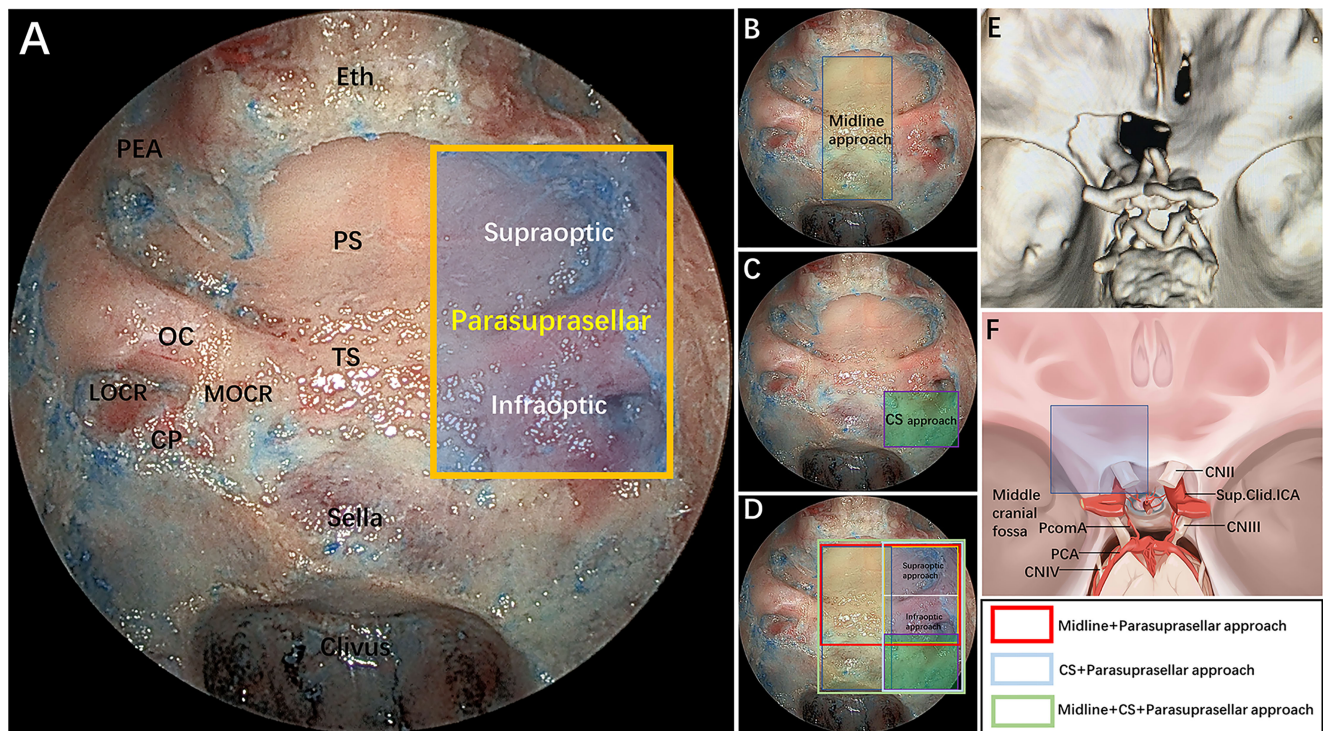 A
Eth
PEA
PS
Supraoptic
Parasuprasellar
OC
TS
LOCR
MOCR
Infraoptic
CP
Sella
Clivus
B
Midline
approach
C
CS approach
D
Supraoptic
approach
Infraoptic
approach
E
F
CNII
Middle
cranial
fossa
Sup.Clid.ICA
PcomA
CNIII
PCA
CNIV
Midline+Parasuprasellar approach
CS+Parasuprasellar approach
Midline+CS+Parasuprasellar approach